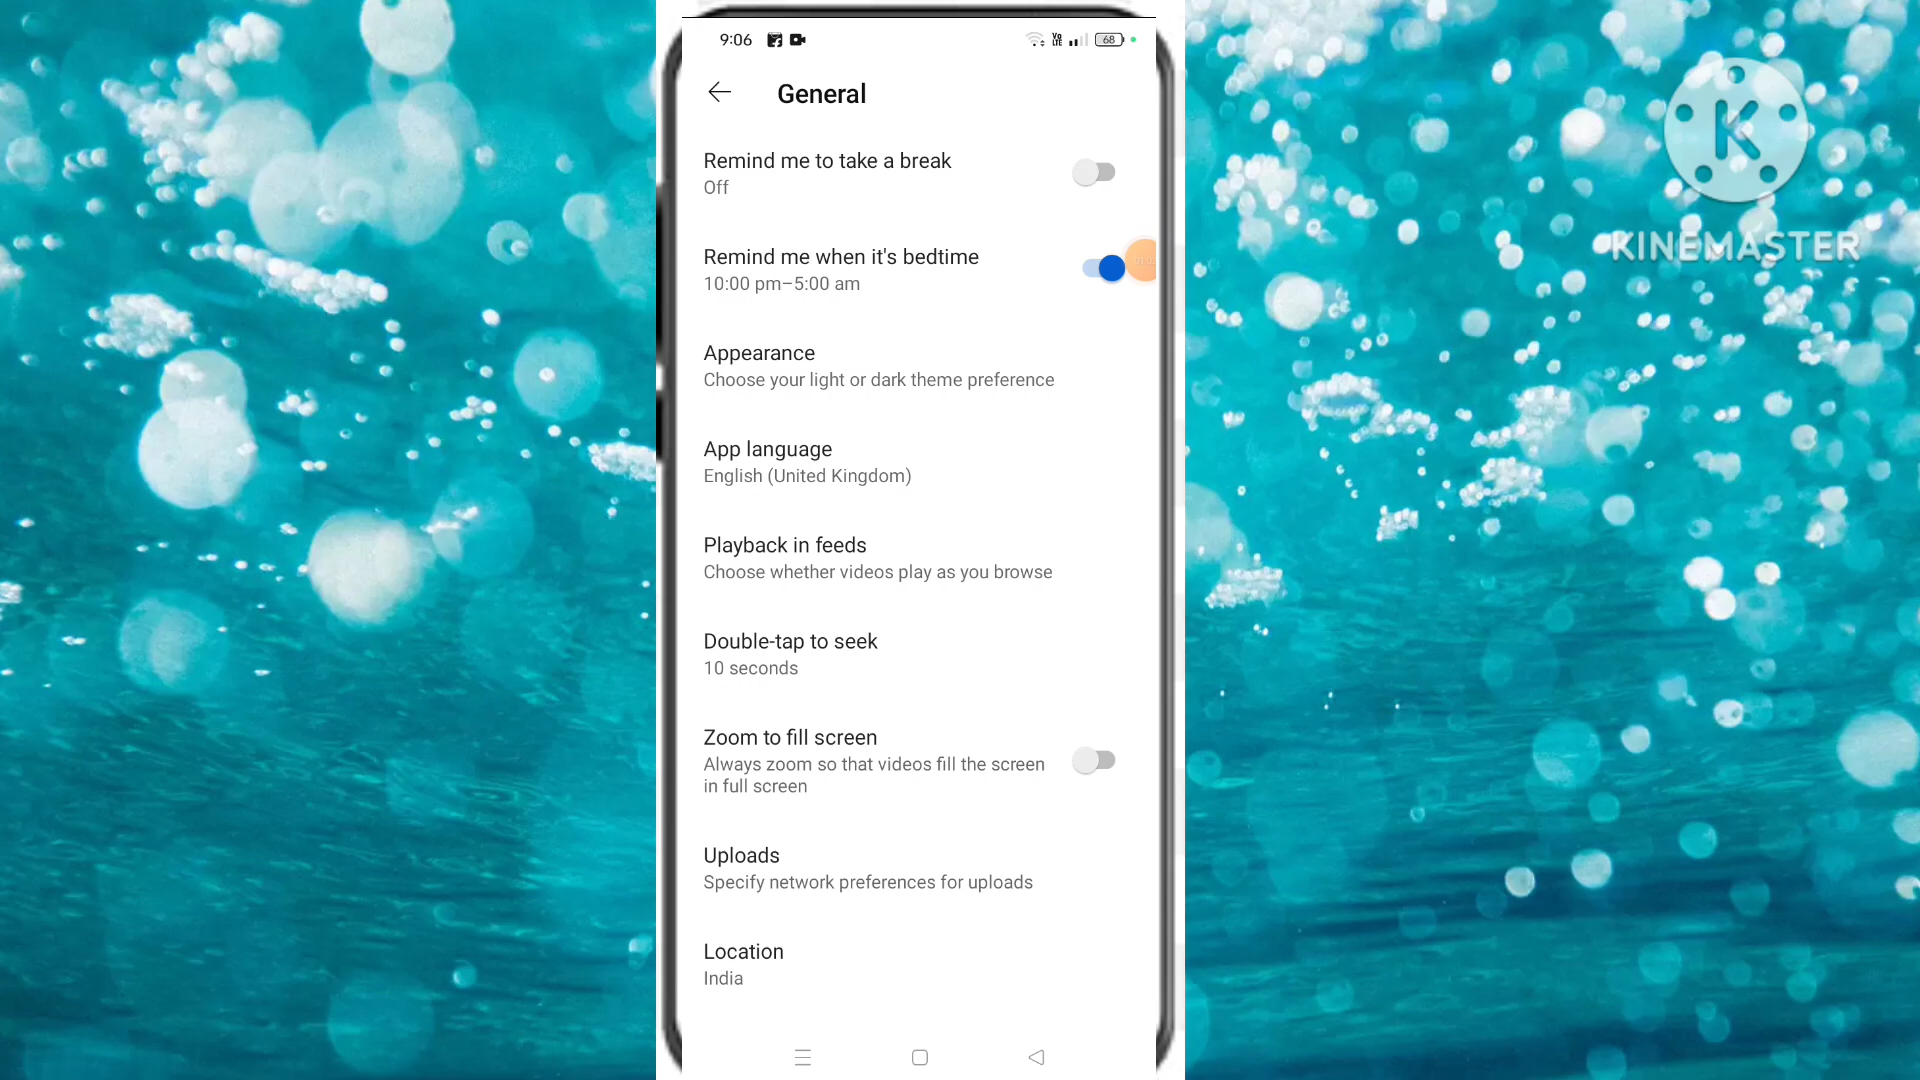 9:06
VO LTE
68
General
Remind me to take a break
Off
Remind me when it's bedtime
10:00 pm–5:00 am
Appearance
Choose your light or dark theme preference
App language
English (United Kingdom)
Playback in feeds
Choose whether videos play as you browse
Double-tap to seek
10 seconds
Zoom to fill screen
Always zoom so that videos fill the screen
in full screen
Uploads
Specify network preferences for uploads
Location
India
K
KINEMASTER